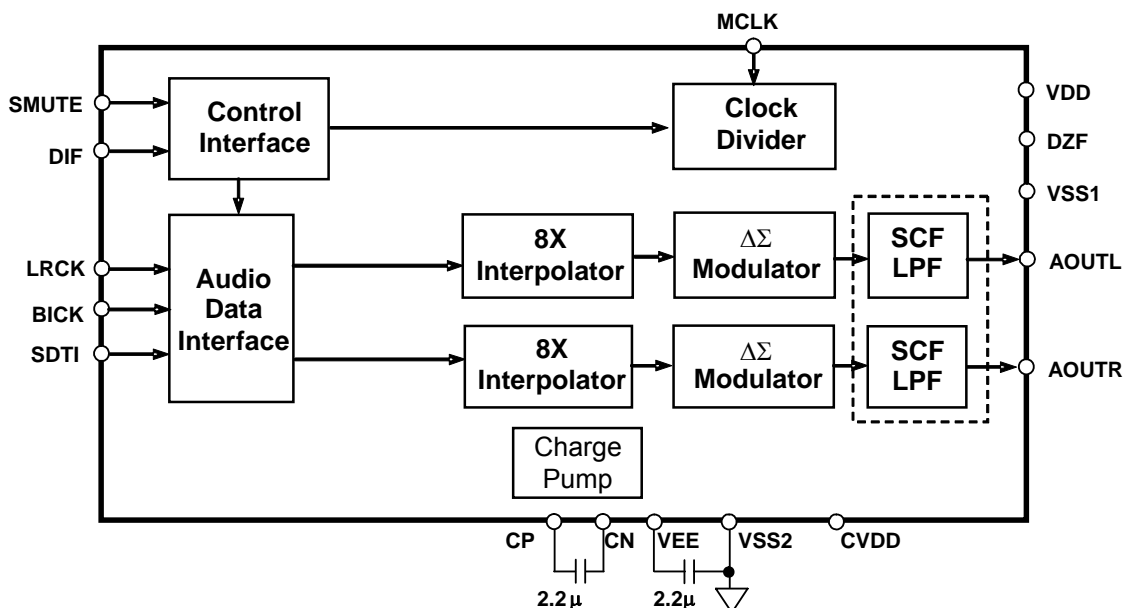 MCLK
SMUTE
DIF
Control
Interface
Clock
Divider
VDD
DZF
VSS1
LRCK
BICK
SDTI
Audio
Data
Interface
8X
Interpolator
ΔΣ
Modulator
SCF
LPF
AOUTL
8X
Interpolator
ΔΣ
Modulator
SCF
LPF
AOUTR
Charge
Pump
CP
CN
VEE
VSS2
CVDD
2.2μ
2.2μ